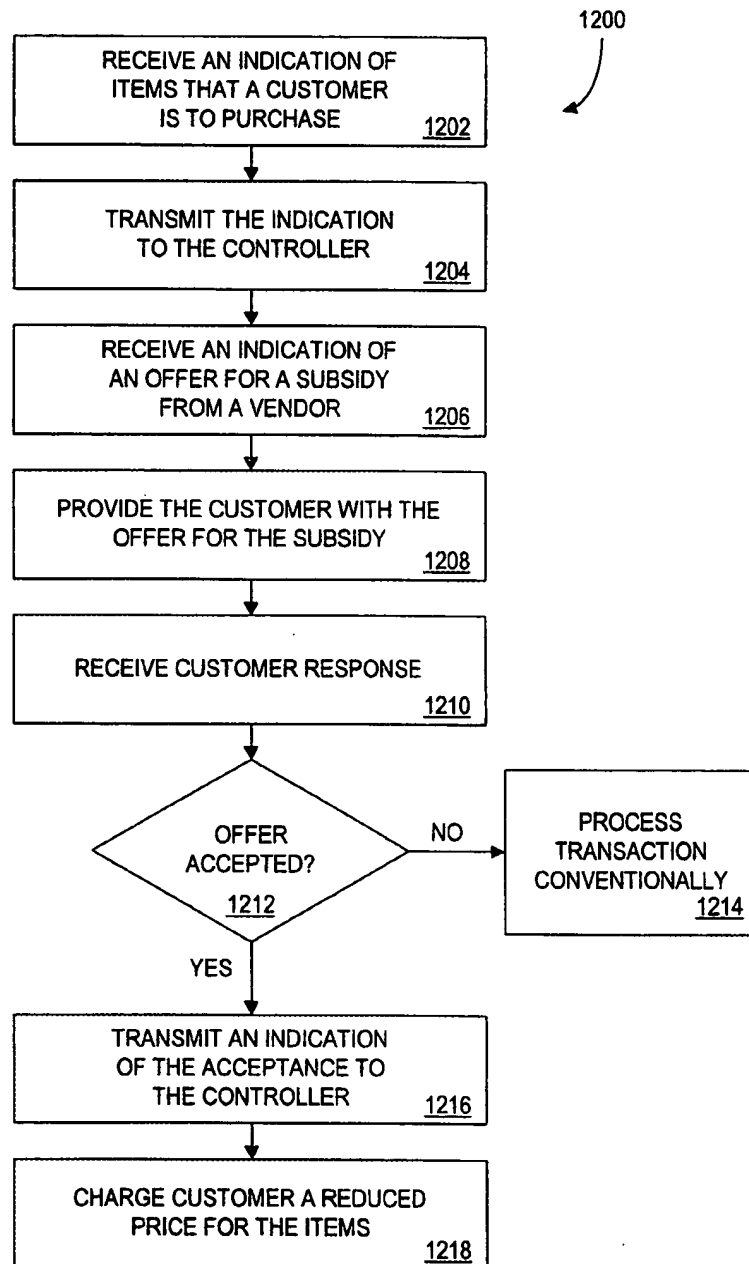 1200
RECEIVE AN INDICATION OF
ITEMS THAT A CUSTOMER
IS TO PURCHASE
1202
TRANSMIT THE INDICATION
TO THE CONTROLLER
1204
RECEIVE AN INDICATION OF
AN OFFER FOR A SUBSIDY
FROM A VENDOR
1206
PROVIDE THE CUSTOMER WITH THE
OFFER FOR THE SUBSIDY
1208
RECEIVE CUSTOMER RESPONSE
1210
OFFER
ACCEPTED?
1212
NO
PROCESS
TRANSACTION
CONVENTIONALLY
1214
YES
TRANSMIT AN INDICATION
OF THE ACCEPTANCE TO
THE CONTROLLER
1216
CHARGE CUSTOMER A REDUCED
PRICE FOR THE ITEMS
1218